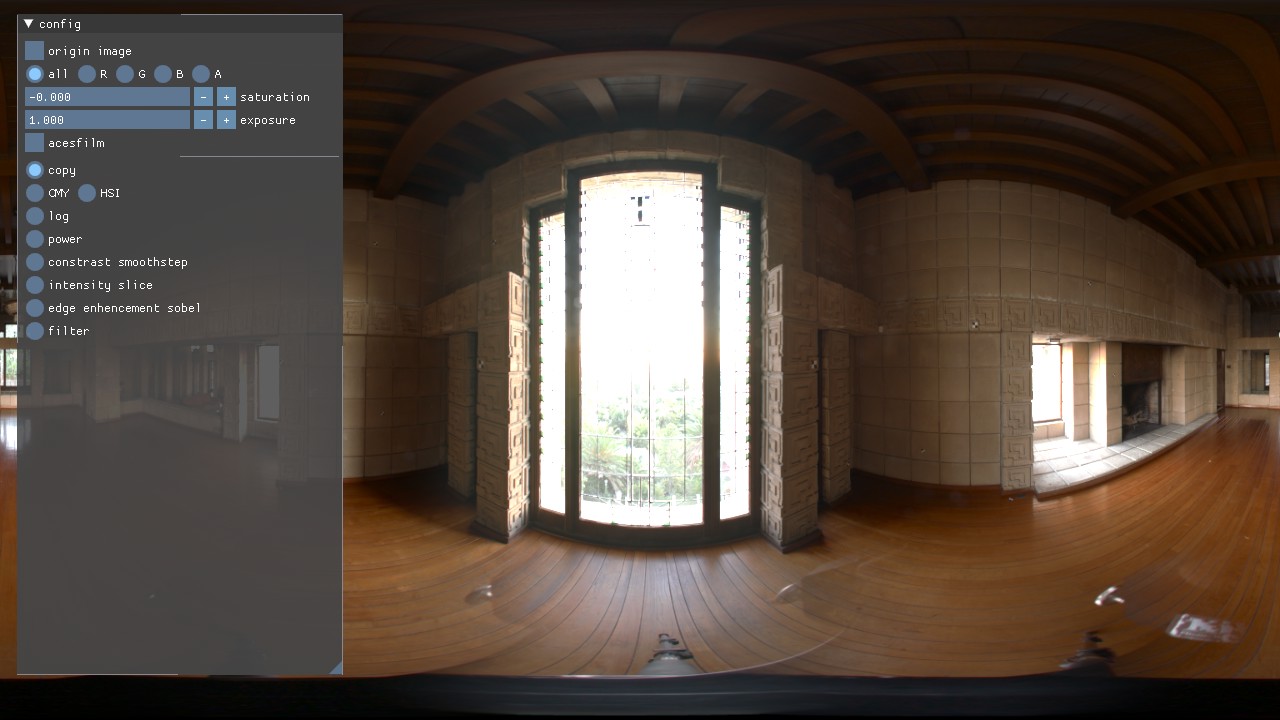 config
origin image
all R G B A
-0.000 - + saturation
1.000 - + exposure
acesfilm
copy
CMY HSI
log
power
constrast smoothstep
intensity slice
edge enhencement sobel
filter